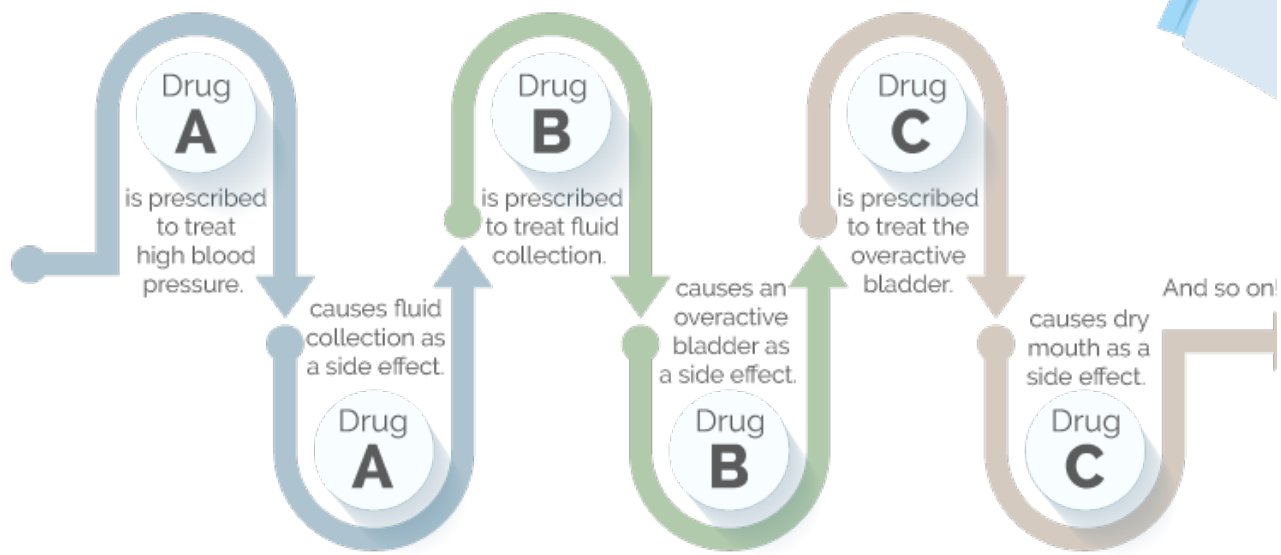 Drug
A
is prescribed
to treat
high blood
pressure.
causes fluid
collection as
a side effect.
Drug
A
Drug
B
is prescribed
to treat fluid
collection.
causes an
overactive
bladder as
a side effect.
Drug
B
Drug
C
is prescribed
to treat the
overactive
bladder.
causes dry
mouth as a
side effect.
Drug
C
And so on!